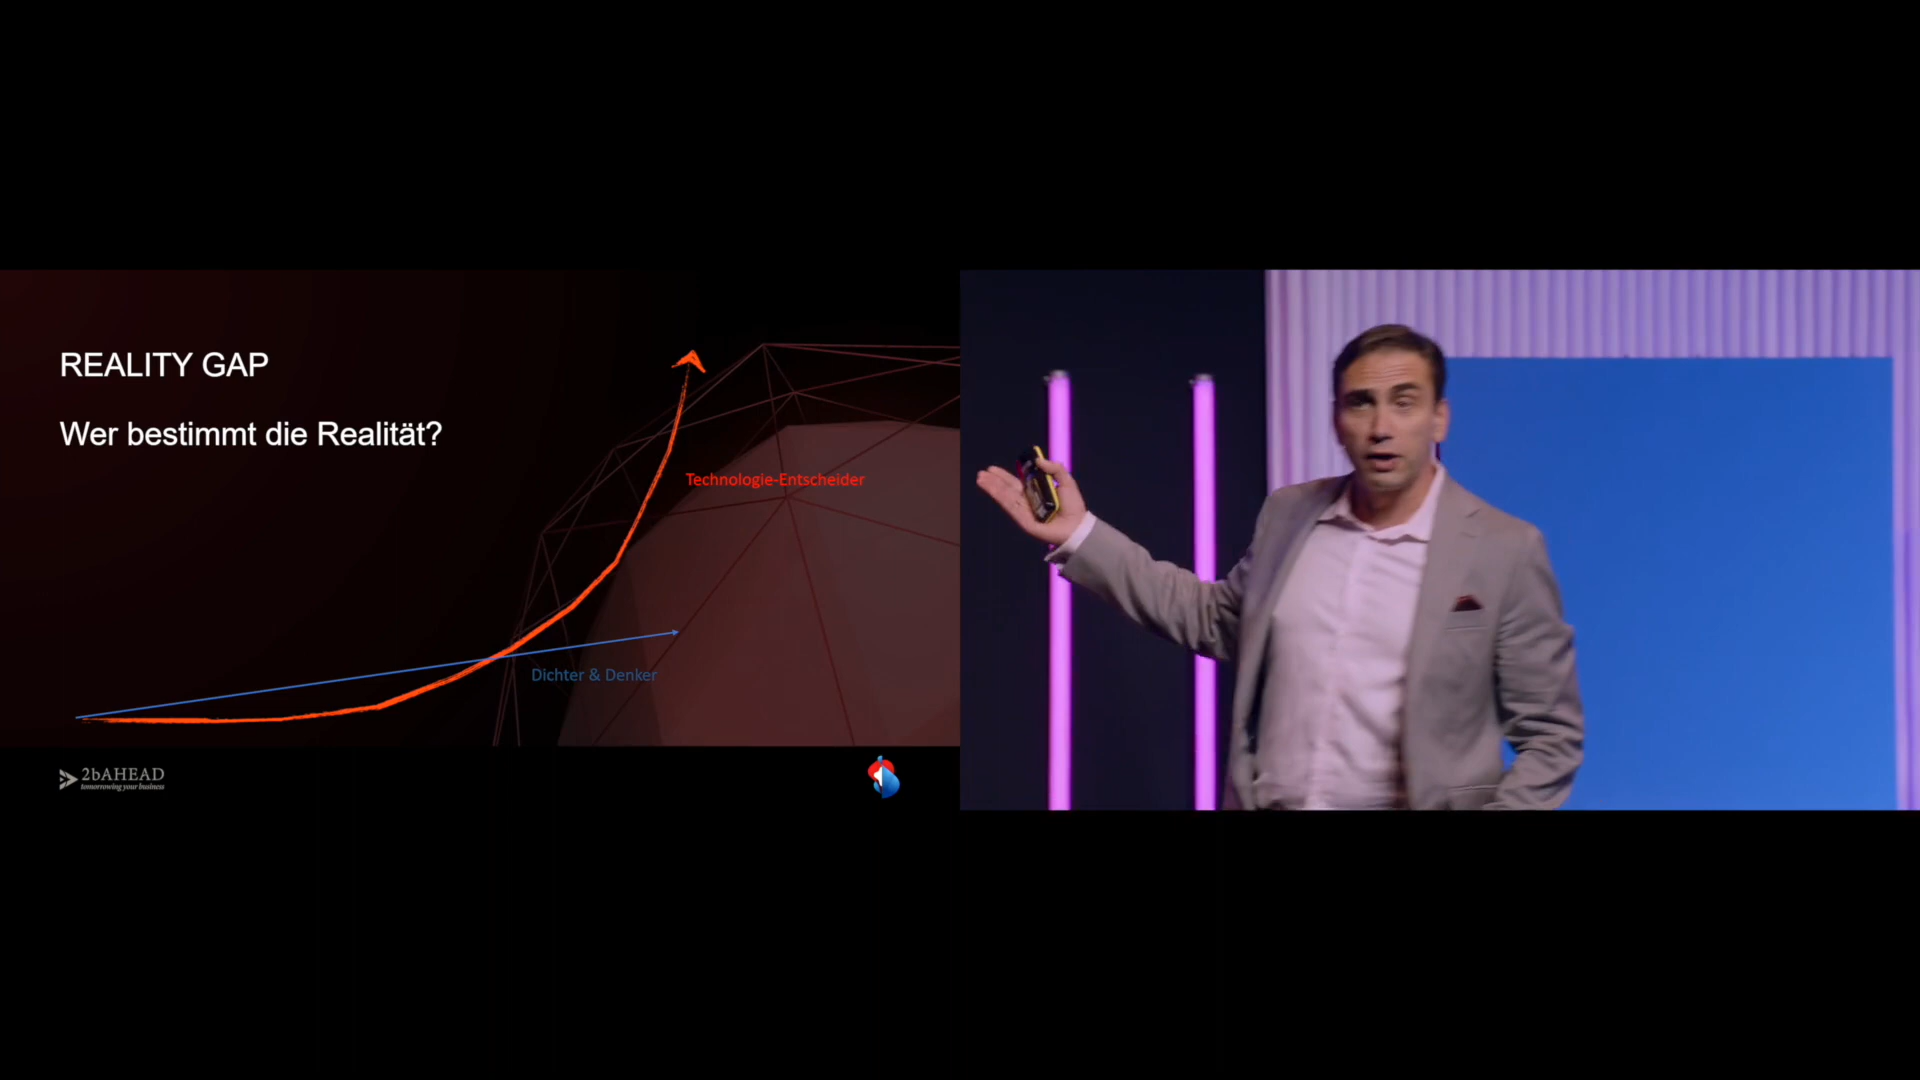 REALITY GAP
Wer bestimmt die Realität?
Technologie-Entscheider
Dichter & Denker
2bAHEAD
tomorrowing your business